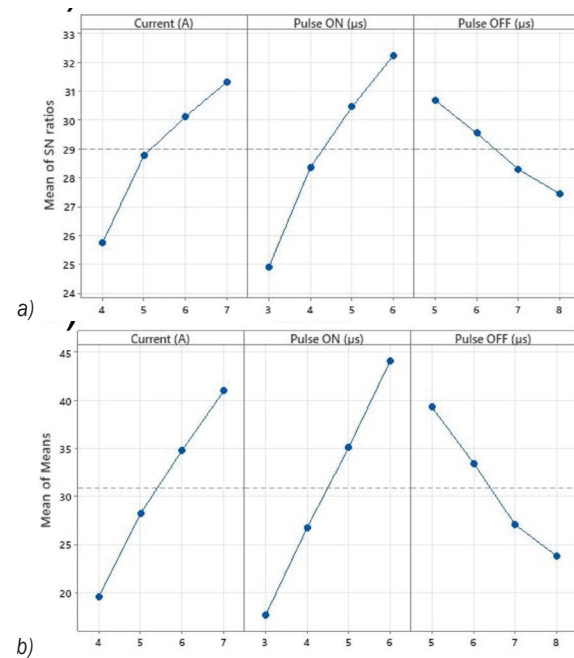 Current (A) Pulse ON (µs) Pulse OFF (µs)
33
32
31
30
29
28
27
26
25
24
Mean of SN ratios
4 5 6 7 3 4 5 6 5 6 7 8
a)
Current (A) Pulse ON (µs) Pulse OFF (µs)
45
40
35
30
25
20
Mean of Means
4 5 6 7 3 4 5 6 5 6 7 8
b)